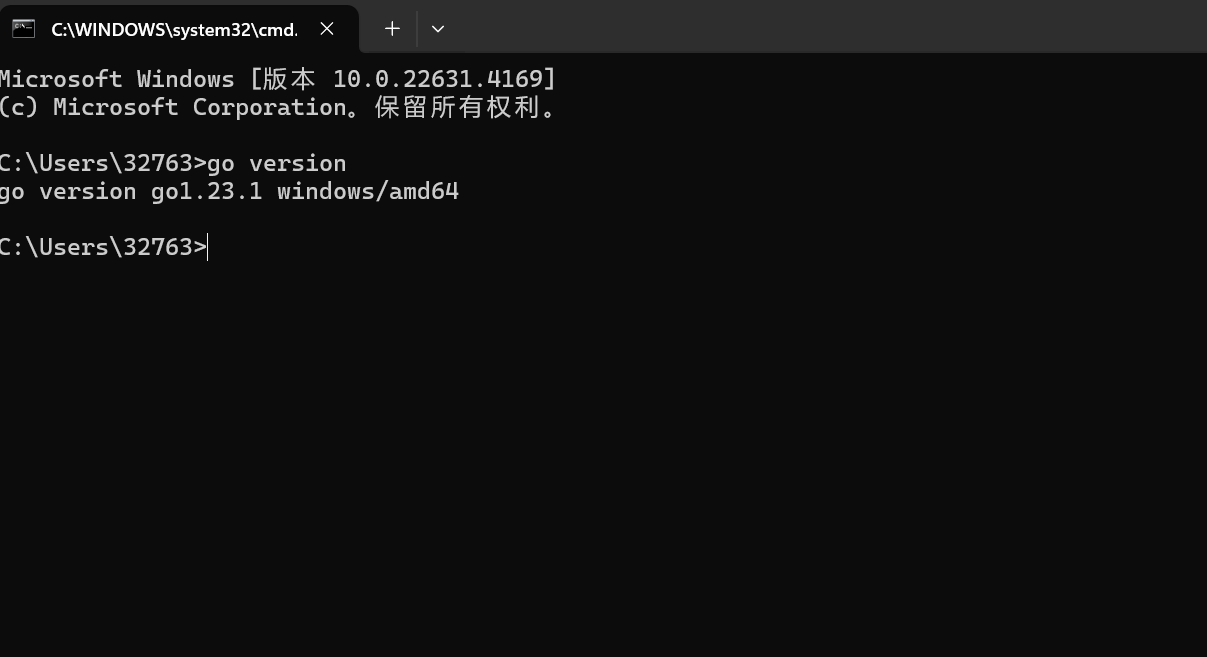 C:\WINDOWS\system32\cmd.
Microsoft Windows [版本 10.0.22631.4169]
(c) Microsoft Corporation。保留所有权利。
C:\Users\32763>go version
go version go1.23.1 windows/amd64
C:\Users\32763>